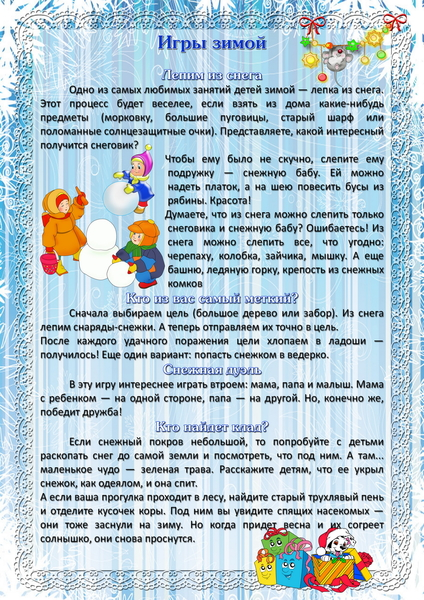 Игры зимой
Лепим из снега
Одно из самых любимых занятий детей зимой — лепка из снега.
Этот процесс будет веселее, если взять из дома какие-нибудь
предметы (морковку, большие пуговицы, старый шарф или
поломанные солнцезащитные очки). Представляете, какой интересный
получится снеговик?
Чтобы ему было не скучно, слепите ему
подружку — снежную бабу. Ей можно
надеть платок, а на шею повесить бусы из
рябины. Красота!
Думаете, что из снега можно слепить только
снеговика и снежную бабу? Ошибаетесь! Из
снега можно слепить все, что угодно:
черепаху, колобка, зайчика, мышку. А еще
башню, ледяную горку, крепость из снежных
комков
Кто из вас самый меткий?
Сначала выбираем цель (большое дерево или забор). Из снега
лепим снаряды-снежки. А теперь отправляем их точно в цель.
После каждого удачного поражения цели хлопаем в ладоши —
получилось! Еще один вариант: попасть снежком в ведерко.
Снежная дуэль
В эту игру интереснее играть втроем: мама, папа и малыш. Мама
с ребенком — на одной стороне, папа — на другой. Но, конечно же,
победит дружба!
Кто найдет клад?
Если снежный покров небольшой, то попробуйте с детьми
раскопать снег до самой земли и посмотреть, что под ним. А там...
маленькое чудо — зеленая трава. Расскажите детям, что ее укрыл
снежок, как одеялом, и она спит.
А если ваша прогулка проходит в лесу, найдите старый трухлявый пень
и отделите кусочек коры. Под ним вы увидите спящих насекомых —
они тоже заснули на зиму. Но когда придет весна и их согреет
солнышко, они снова проснутся.